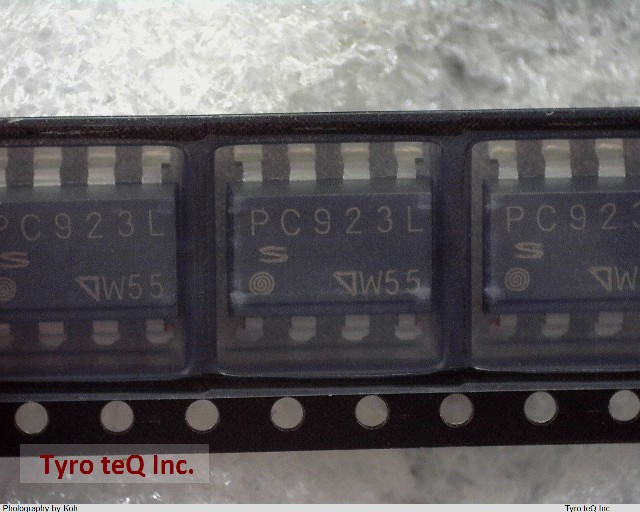 PC923L
S
W55
PC923L
S
W55
PC923
S
W
Tyro teQ Inc.
Photography by Koh
Tyro teQ Inc.